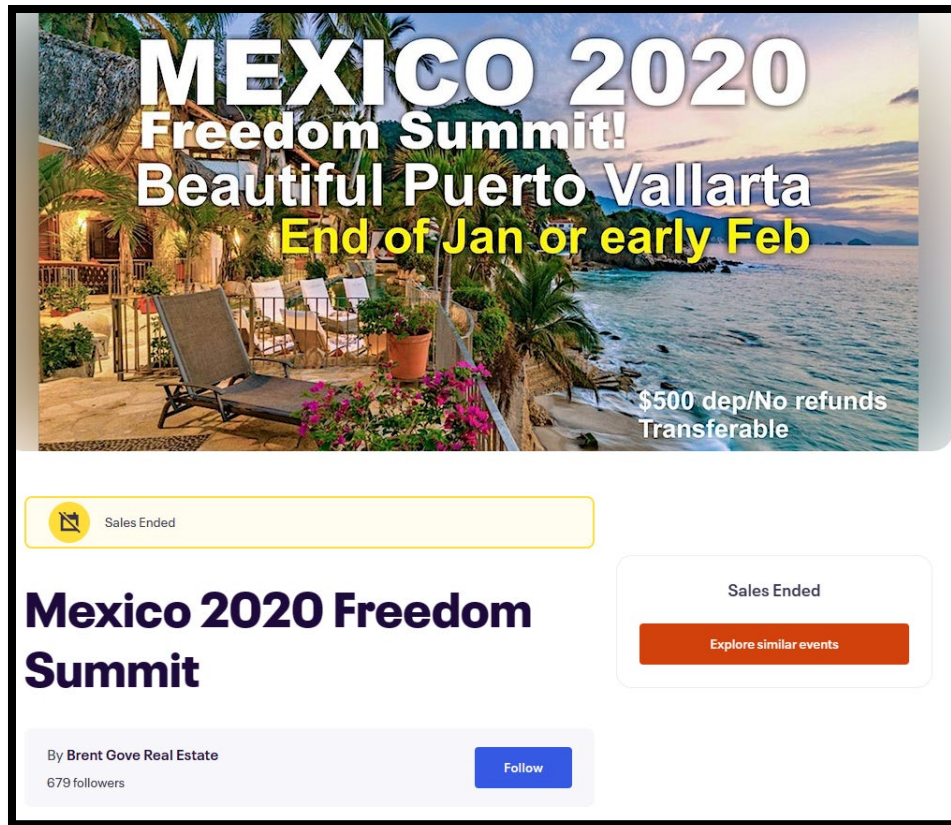 MEXICO 2020
Freedom Summit!
Beautiful Puerto Vallarta
End of Jan or early Feb
$500 dep/No refunds
Transferable
Sales Ended
Mexico 2020 Freedom
Summit
By Brent Gove Real Estate
679 followers
Follow
Sales Ended
Explore similar events